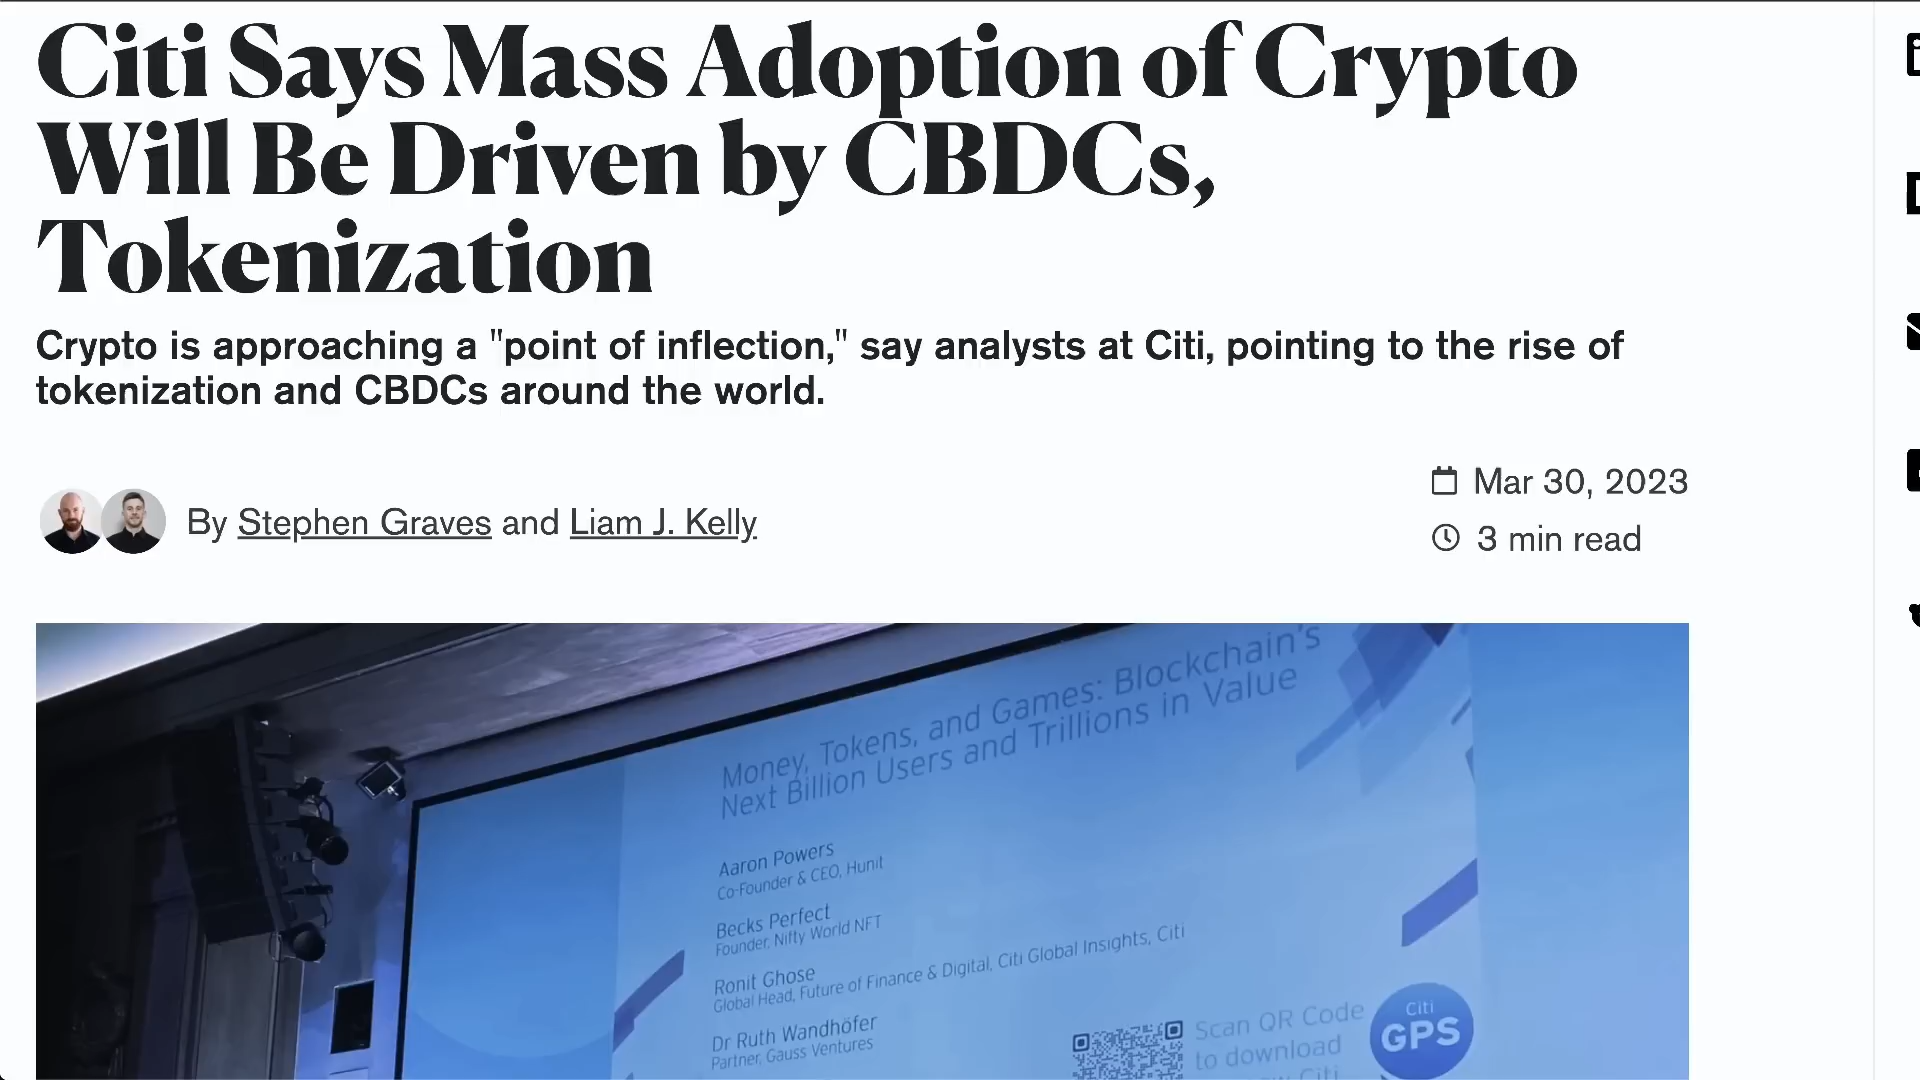 Citi Says Mass Adoption of Crypto
Will Be Driven by CBDCs,
Tokenization
Crypto is approaching a "point of inflection," say analysts at Citi, pointing to the rise of
tokenization and CBDCs around the world.
By Stephen Graves and Liam J. Kelly
Mar 30, 2023
3 min read
Money, Tokens, and Games: Blockchain's
Next Billion Users and Trillions in Value
Aaron Powers
Co-Founder & CEO, Hunit
Becks Perfect
Founder, Nifty World NFT
Ronit Ghose
Global Head, Future of Finance & Digital, Citi Global Insights, Citi
Dr Ruth Wandhöfer
Partner, Gauss Ventures
Scan QR Code
to download
Citi
Citi
GPS